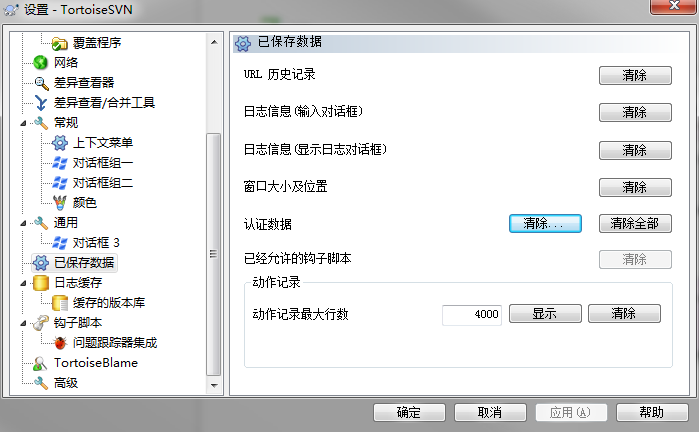 设置 - TortoiseSVN
覆盖程序
网络
差异查看器
差异查看/合并工具
常规
上下文菜单
对话框组一
对话框组二
颜色
通用
对话框 3
已保存数据
日志缓存
缓存的版本库
钩子脚本
问题跟踪器集成
TortoiseBlame
高级
已保存数据
URL 历史记录 清除
日志信息(输入对话框) 清除
日志信息(显示日志对话框) 清除
窗口大小及位置 清除
认证数据 清除... 清除全部
已经允许的钩子脚本 清除
动作记录
动作记录最大行数 4000 显示 清除
确定 取消 应用(A) 帮助